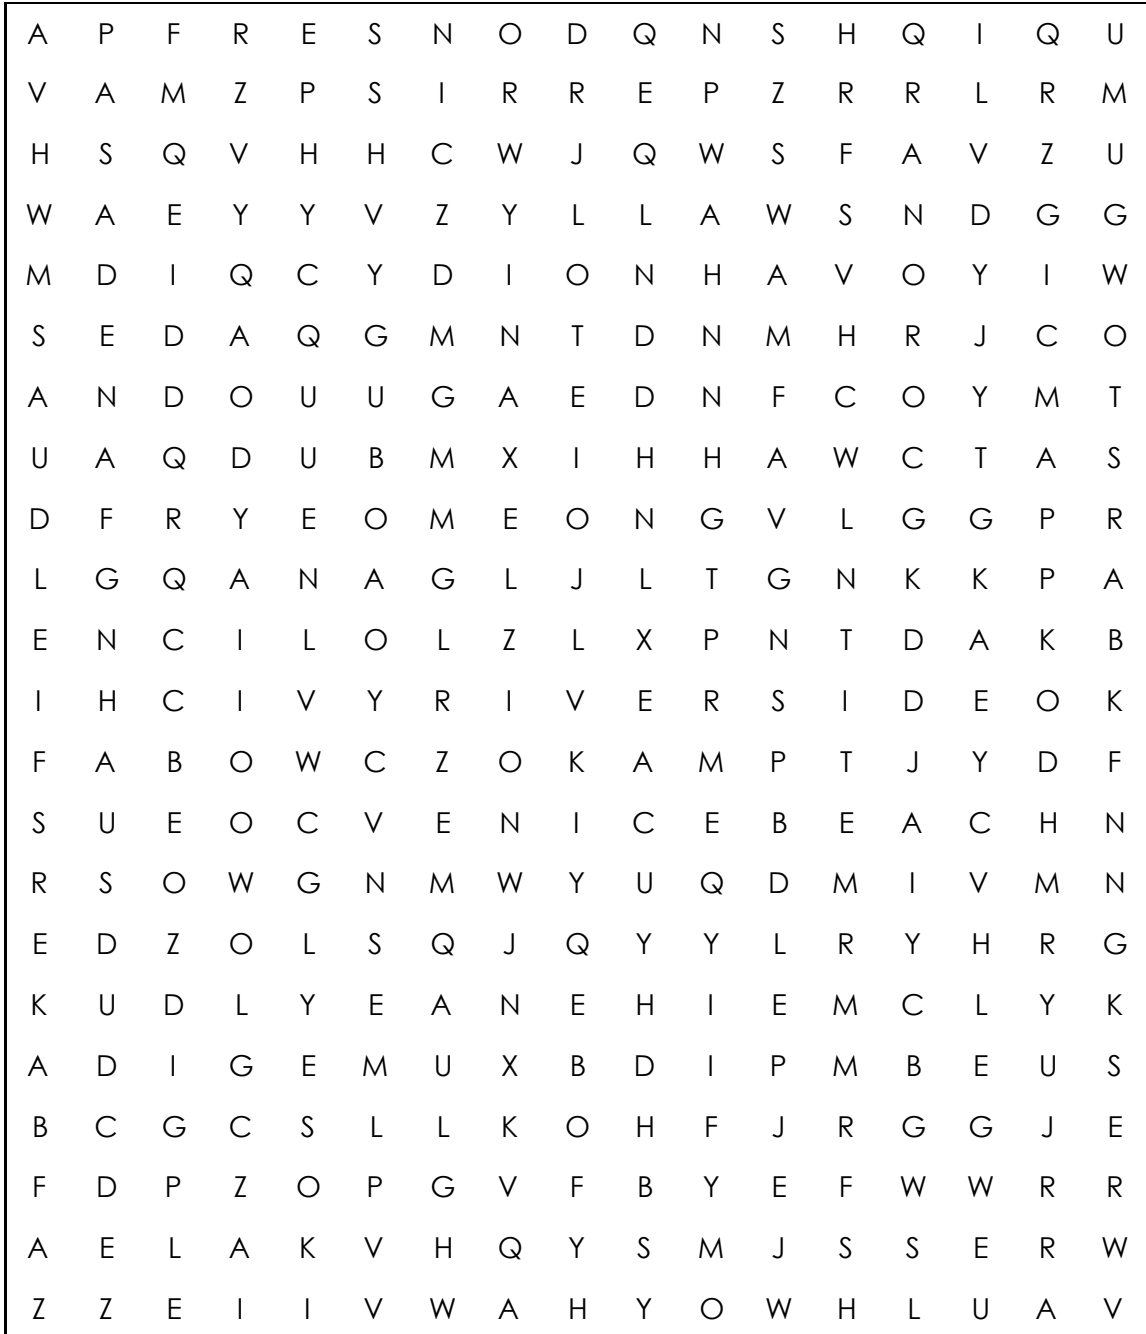 A P F R E S N O D Q N S H Q I Q U
V A M Z P S I R R E P Z R R L R M
H S Q V H H C W J Q W S F A V Z U
W A E Y Y V Z Y L L A W S N D G G
M D I Q C Y D I O N H A V O Y I W
S E D A Q G M N T D N M H R J C O
A N D O U U G A E D N F C O Y M T
U A Q D U B M X I H H A W C T A S
D F R Y E O M E O N G V L G G P R
L G Q A N A G L J L T G N K K P A
E N C I L O L Z L X P N T D A K B
I H C I V Y R I V E R S I D E O K
F A B O W C Z O K A M P T J Y D F
S U E O C V E N I C E B E A C H N
R S O W G N M W Y U Q D M I V M N
E D Z O L S Q J Q Y Y L R Y H R G
K U D L Y E A N E H I E M C L Y K
A D I G E M U X B D I P M B E U S
B C G C S L L K O H F J R G G J E
F D P Z O P G V F B Y E F W W R R
A E L A K V H Q Y S M J S S E R W
Z Z E I I V W A H Y O W H L U A V